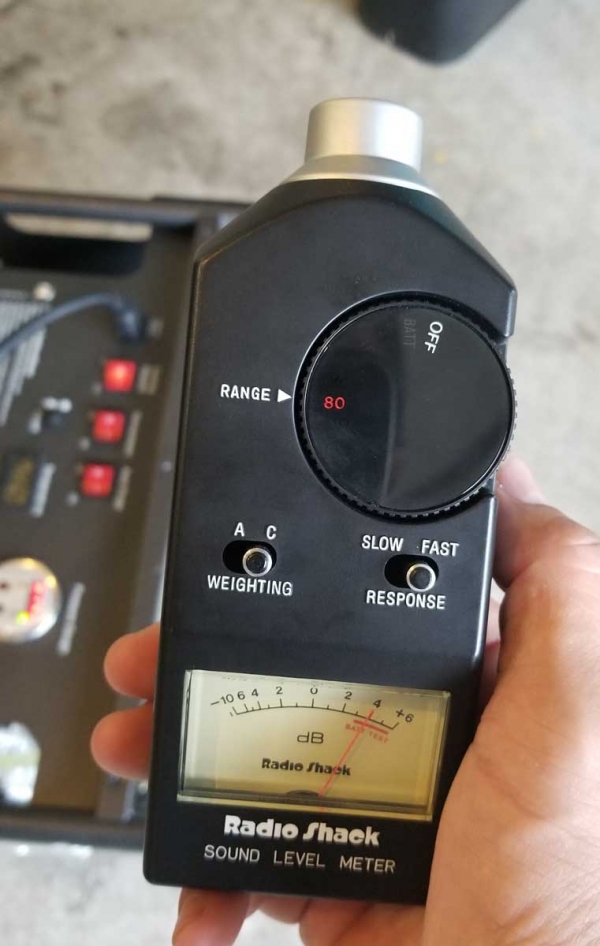 OFF
BATT
RANGE ▶ 80
A C
WEIGHTING
SLOW FAST
RESPONSE
-10 6 4 2 0 2 4 +6
BATT TEST
dB
Radio Shack
Radio Shack
SOUND LEVEL METER